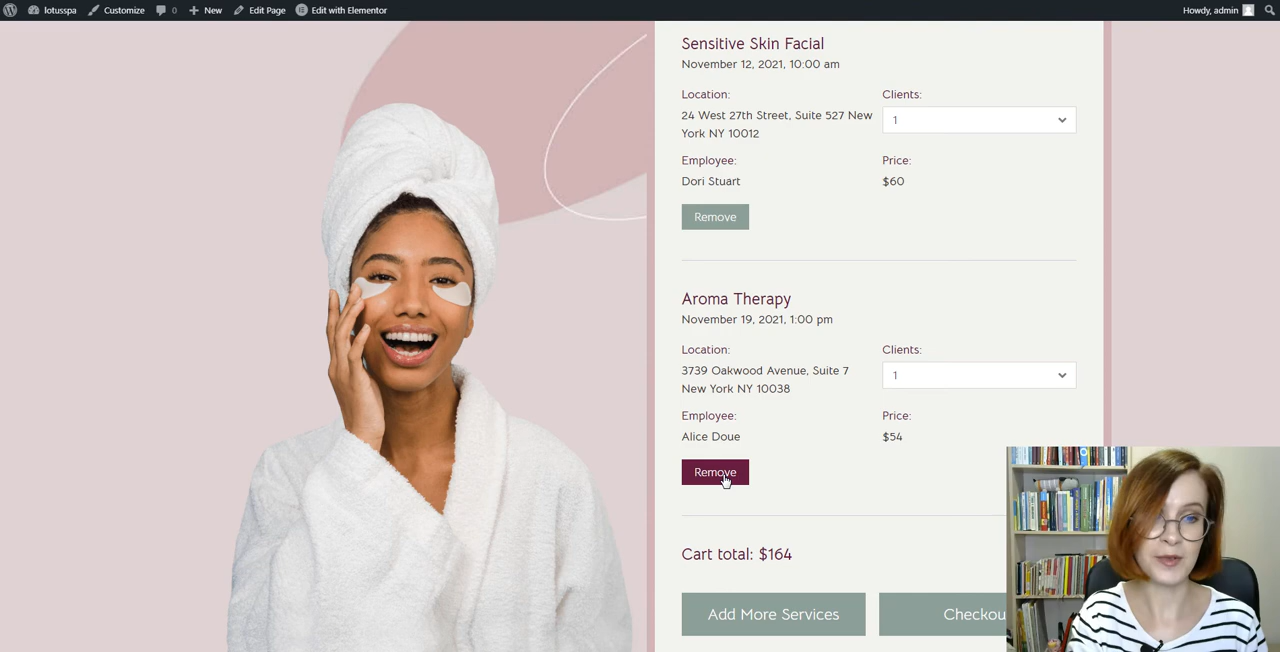 lotusspa
Customize
0
New
Edit Page
Edit with Elementor
Howdy, admin
Sensitive Skin Facial
November 12, 2021, 10:00 am
Location:
24 West 27th Street, Suite 527 New
York NY 10012
Clients:
1
Employee:
Dori Stuart
Price:
$60
Remove
Aroma Therapy
November 19, 2021, 1:00 pm
Location:
3739 Oakwood Avenue, Suite 7
New York NY 10038
Clients:
1
Employee:
Alice Doue
Price:
$54
Remove
Cart total: $164
Add More Services
Checkou